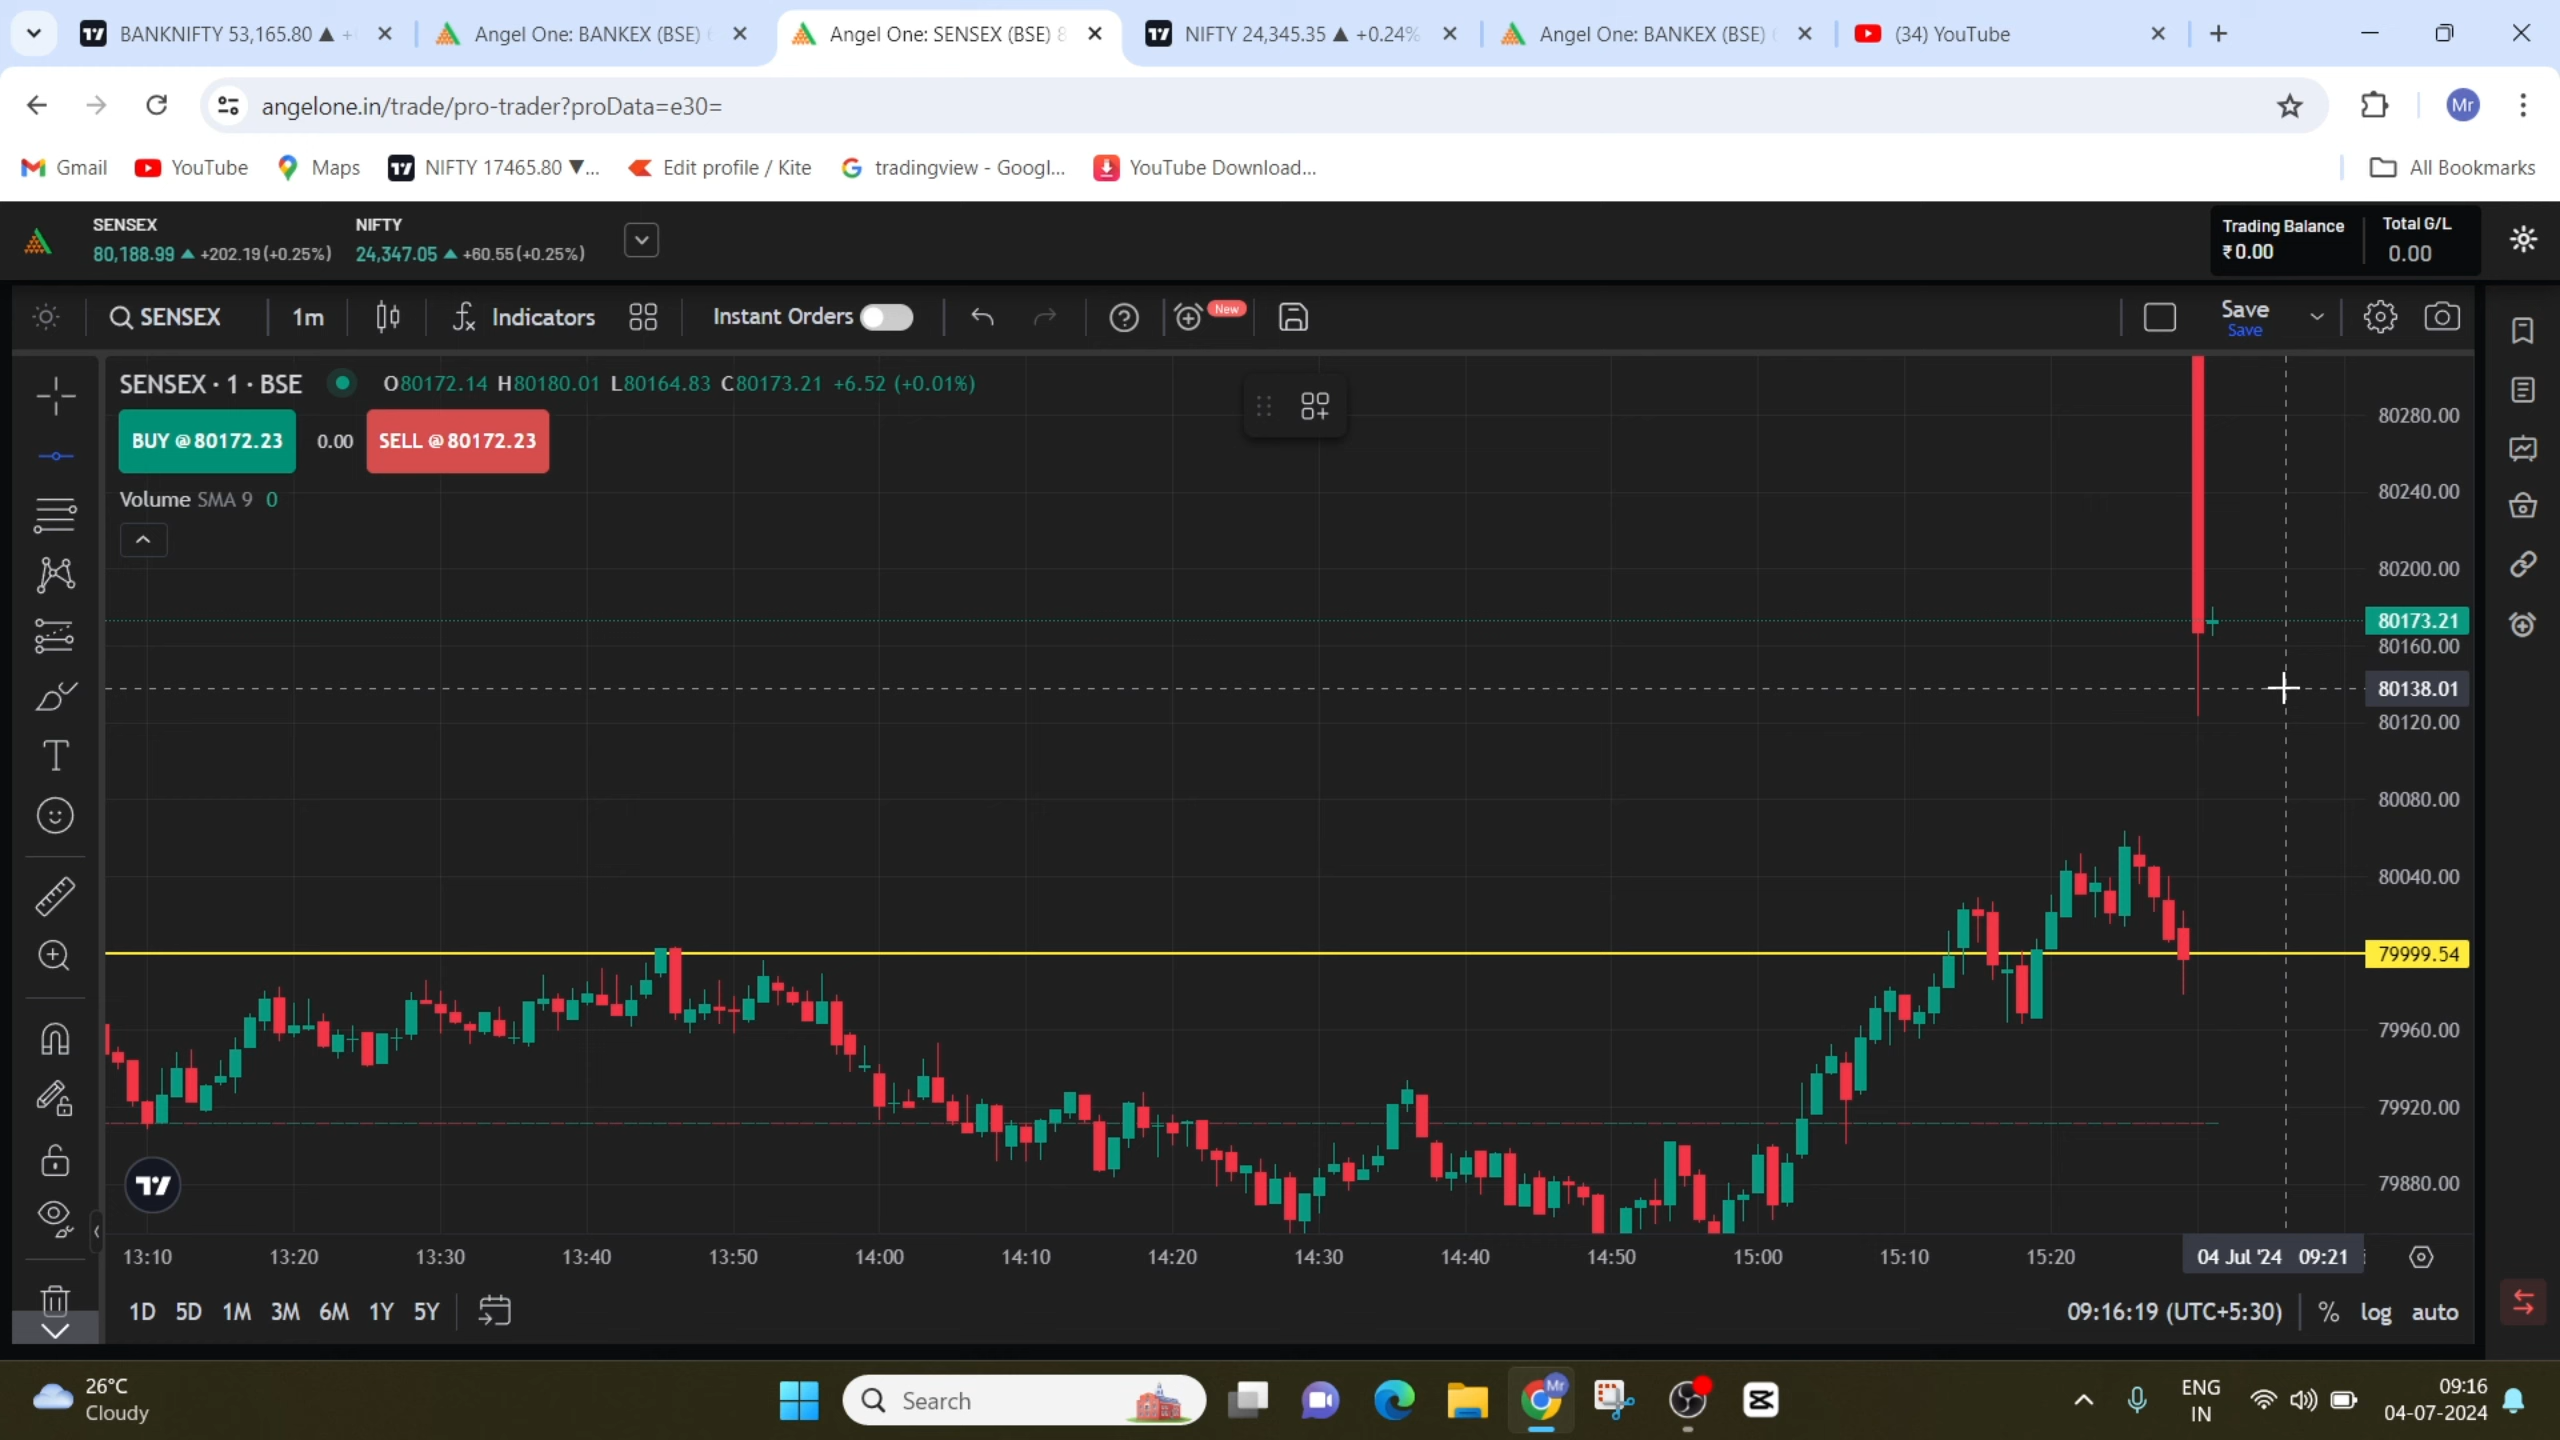 BANKNIFTY 53,165.80 ▲ +
Angel One: BANKEX (BSE)
Angel One: SENSEX (BSE) 8
NIFTY 24,345.35 ▲ +0.24%
Angel One: BANKEX (BSE)
(34) YouTube
angelone.in/trade/pro-trader?proData=e30=
Mr
Gmail
YouTube
Maps
NIFTY 17465.80 ▼...
Edit profile / Kite
tradingview - Googl...
YouTube Download...
All Bookmarks
SENSEX
80,188.99 ▲ +202.19(+0.25%)
NIFTY
24,347.05 ▲ +60.55(+0.25%)
Trading Balance
₹0.00
Total G/L
0.00
SENSEX
1m
Indicators
Instant Orders
New
Save
Save
SENSEX · 1 · BSE
O80172.14 H80180.01 L80164.83 C80173.21 +6.52 (+0.01%)
BUY @80172.23
0.00
SELL @80172.23
Volume SMA 9 0
80280.00
80240.00
80200.00
80173.21
80160.00
80138.01
80120.00
80080.00
80040.00
79999.54
79960.00
79920.00
79880.00
13:10
13:20
13:30
13:40
13:50
14:00
14:10
14:20
14:30
14:40
14:50
15:00
15:10
15:20
04 Jul '24 09:21
1D 5D 1M 3M 6M 1Y 5Y
09:16:19 (UTC+5:30)
% log auto
26°C
Cloudy
Search
Mr
ENG
IN
09:16
04-07-2024